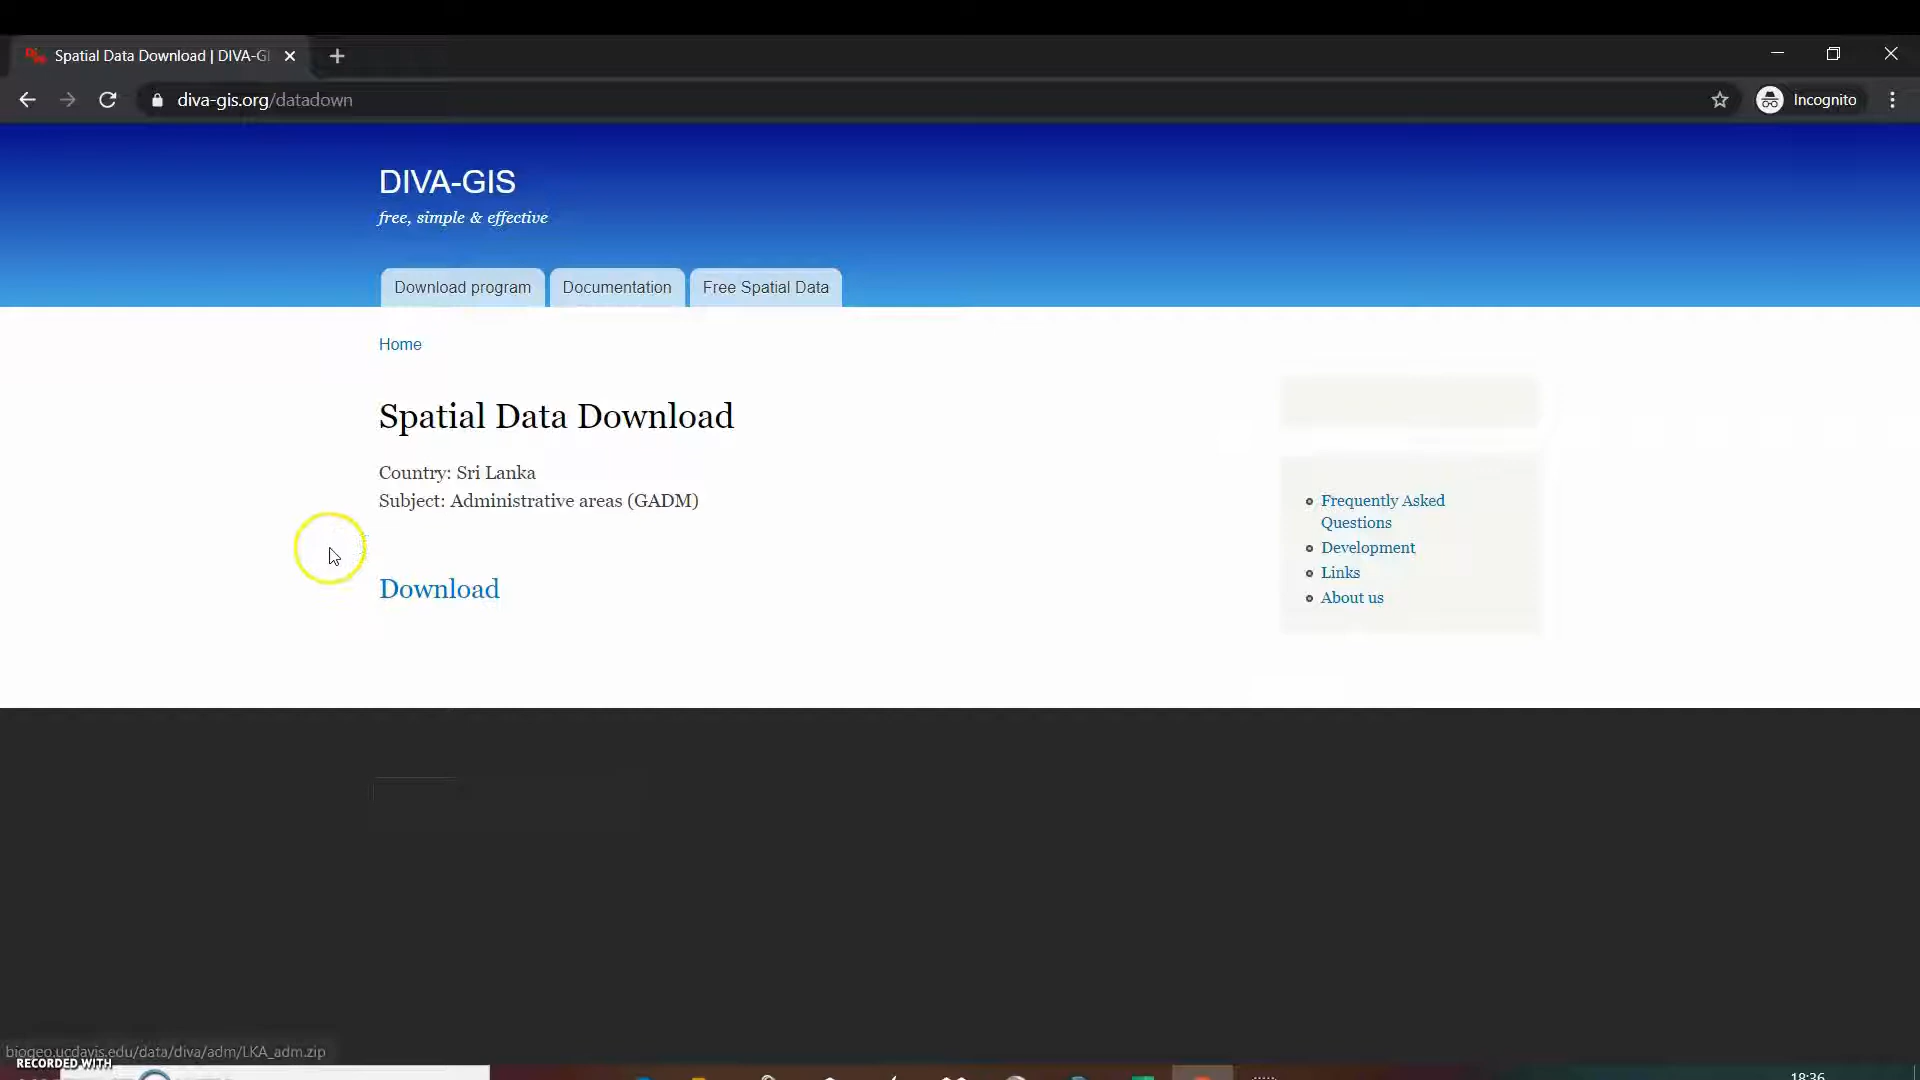 Spatial Data Download | DIVA-GI
diva-gis.org/datadown
Incognito
DIVA-GIS
free, simple & effective
Download program
Documentation
Free Spatial Data
Home
Spatial Data Download
Country: Sri Lanka
Subject: Administrative areas (GADM)
Download
Frequently Asked
Questions
Development
Links
About us
biogeo.ucdavis.edu/data/diva/adm/LKA_adm.zip
RECORDED WITH
18:36